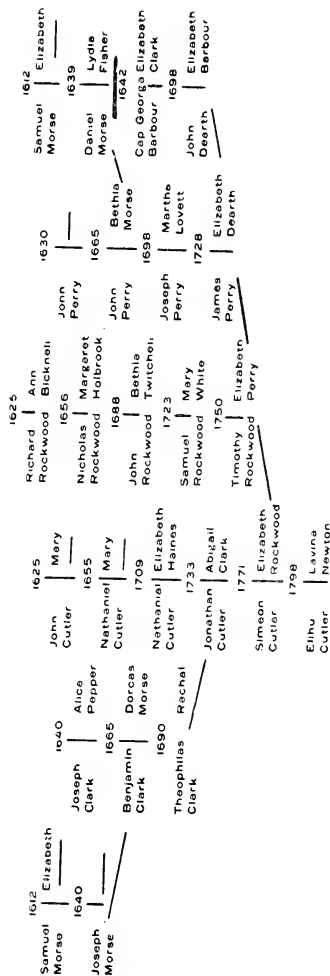 1612
Samuel Elizabeth
Morse
1640
Joseph
Morse
1640
Joseph Alice
Clark Pepper
1665
Benjamin Dorcas
Clark Morse
1690
Theophilas Rachel
Clark
1625
John Mary
Cutler
1655
Nathaniel Mary
Cutler
1709
Nathaniel Elizabeth
Cutler Haines
1733
Jonathan Abigail
Cutler Clark
1771
Simeon Elizabeth
Cutler Rockwood
1798
Elihu Lavina
Cutler Newton
1625
Richard Ann
Rockwood Bicknell
1656
Nicholas Margaret
Rockwood Holbrook
1688
John Bethia
Rockwood Twitchell
1723
Samuel Mary
Rockwood White
1750
Timothy Elizabeth
Rockwood Perry
1630
John
Perry
1665
John Bethia
Perry Morse
1698
Joseph Martha
Perry Lovett
1728
James Elizabeth
Perry Dearth
1612
Samuel Elizabeth
Morse
1639
Daniel Lydia
Morse Fisher
1642
Cap George Elizabeth
Barbour Clark
1698
John Elizabeth
Dearth Barbour